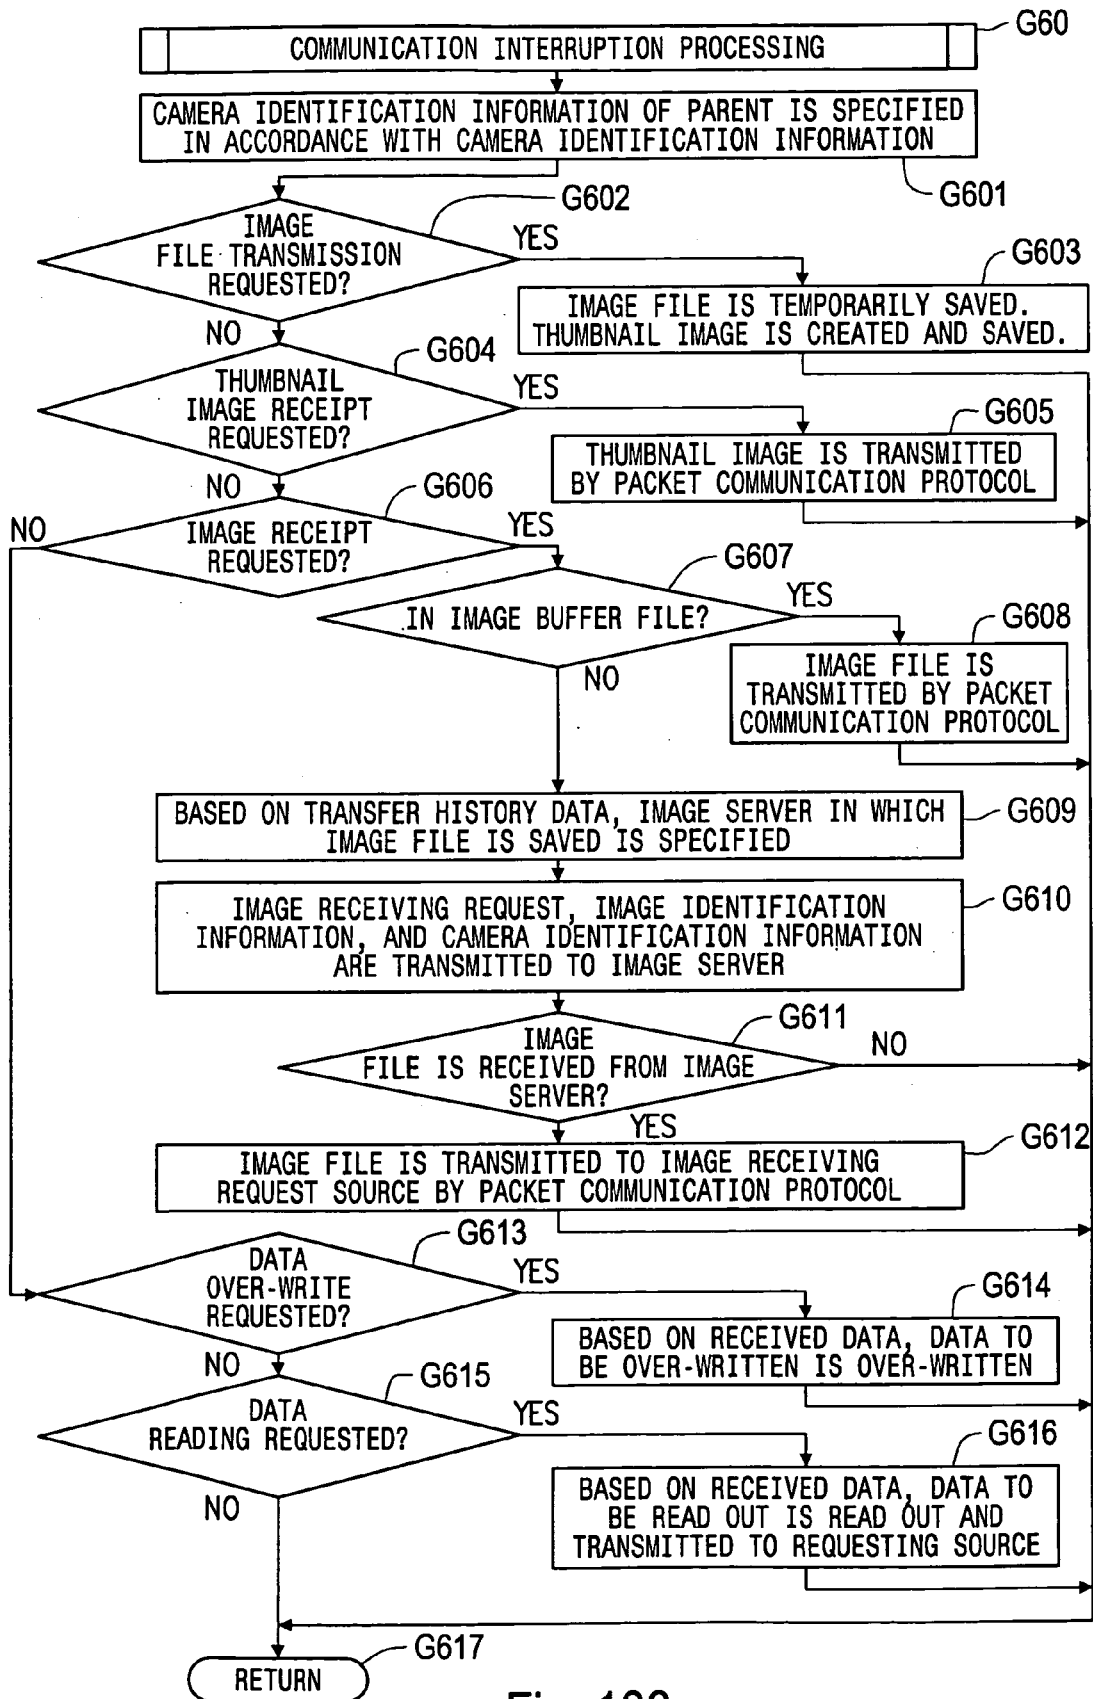 COMMUNICATION INTERRUPTION PROCESSING
G60
CAMERA IDENTIFICATION INFORMATION OF PARENT IS SPECIFIED
IN ACCORDANCE WITH CAMERA IDENTIFICATION INFORMATION
G601
G602
IMAGE
FILE TRANSMISSION
REQUESTED?
YES
NO
G603
IMAGE FILE IS TEMPORARILY SAVED.
THUMBNAIL IMAGE IS CREATED AND SAVED.
G604
THUMBNAIL
IMAGE RECEIPT
REQUESTED?
YES
NO
G605
THUMBNAIL IMAGE IS TRANSMITTED
BY PACKET COMMUNICATION PROTOCOL
G606
IMAGE RECEIPT
REQUESTED?
NO
YES
G607
IN IMAGE BUFFER FILE?
YES
NO
G608
IMAGE FILE IS
TRANSMITTED BY PACKET
COMMUNICATION PROTOCOL
BASED ON TRANSFER HISTORY DATA, IMAGE SERVER IN WHICH
IMAGE FILE IS SAVED IS SPECIFIED
G609
IMAGE RECEIVING REQUEST, IMAGE IDENTIFICATION
INFORMATION, AND CAMERA IDENTIFICATION INFORMATION
ARE TRANSMITTED TO IMAGE SERVER
G610
G611
IMAGE
FILE IS RECEIVED FROM IMAGE
SERVER?
NO
YES
G612
IMAGE FILE IS TRANSMITTED TO IMAGE RECEIVING
REQUEST SOURCE BY PACKET COMMUNICATION PROTOCOL
G613
DATA
OVER-WRITE
REQUESTED?
YES
NO
G614
BASED ON RECEIVED DATA, DATA TO
BE OVER-WRITTEN IS OVER-WRITTEN
G615
DATA
READING REQUESTED?
YES
NO
G616
BASED ON RECEIVED DATA, DATA TO
BE READ OUT IS READ OUT AND
TRANSMITTED TO REQUESTING SOURCE
G617
RETURN